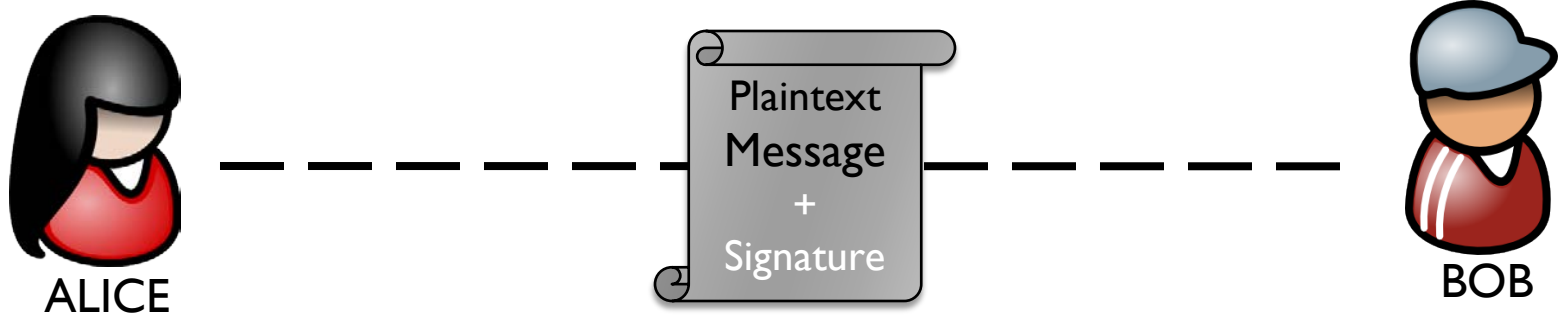 Plaintext
Message
+
Signature
ALICE
BOB